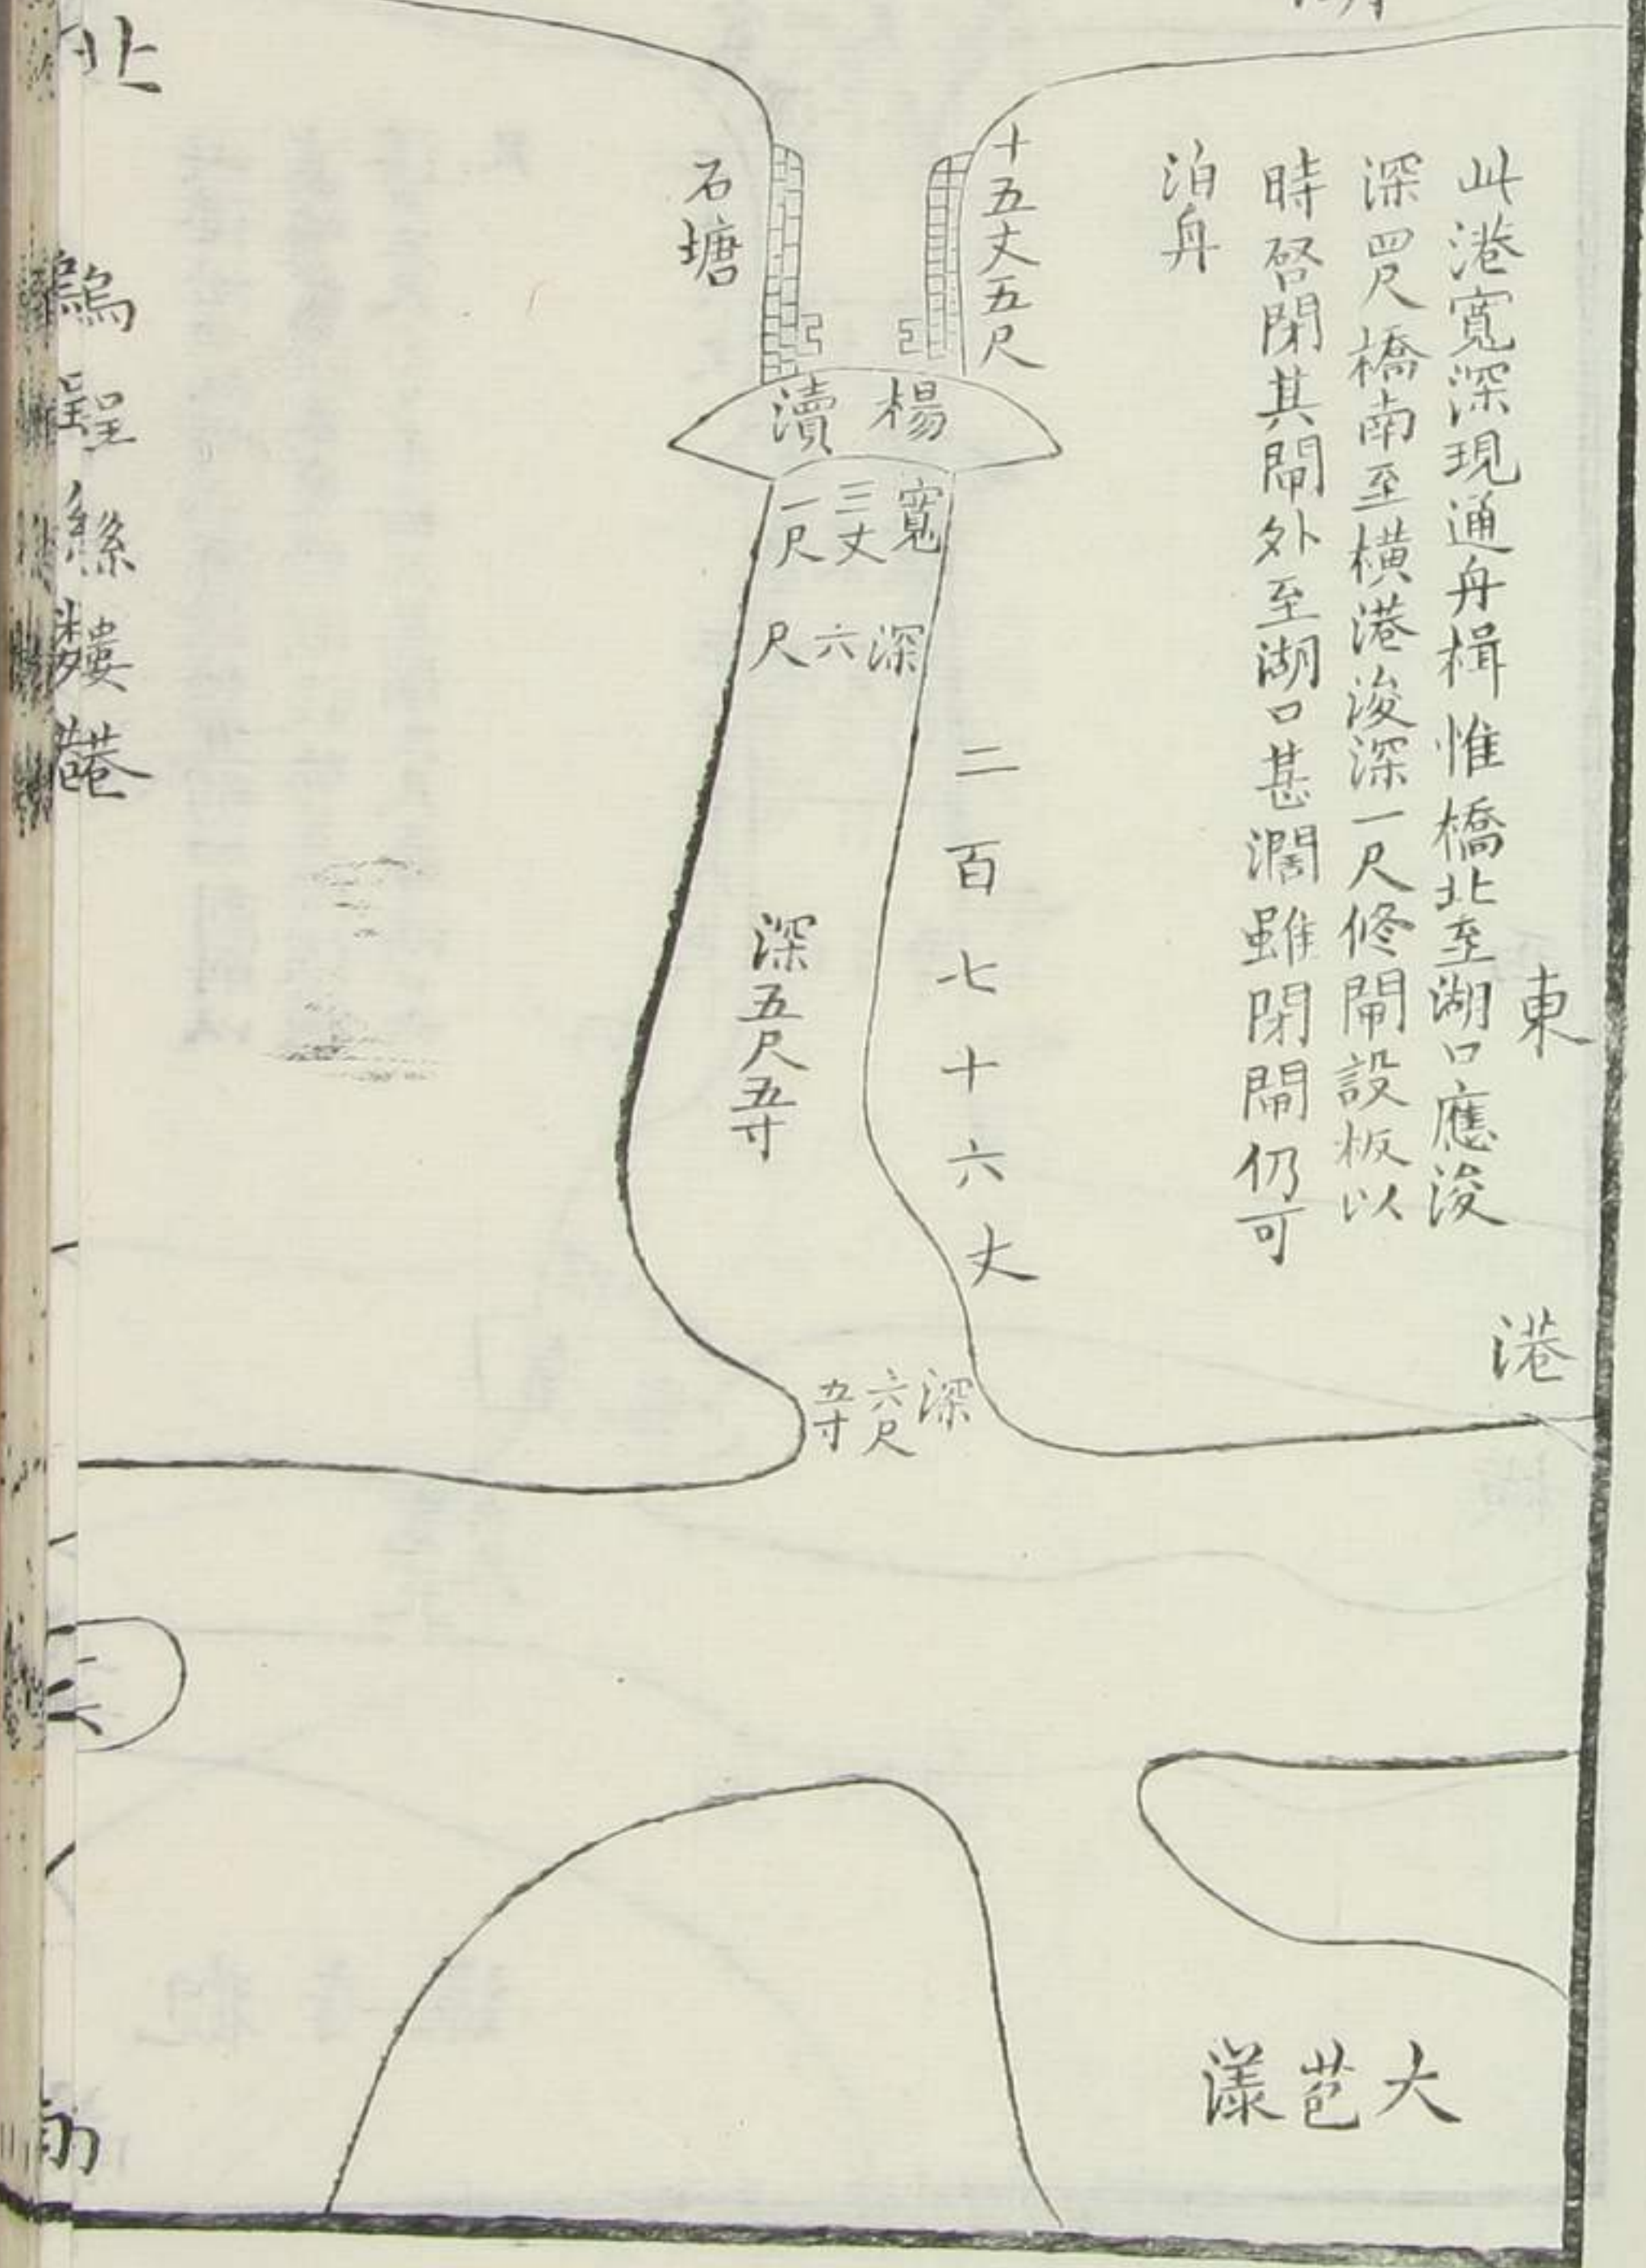 此港寬深現通舟楫惟橋北至湖口應浚
深四尺橋南至橫港浚深一尺修閘設板以
時啓閉其閘外至湖口甚濶雖閉閘仍可
泊舟
東
港
十五丈五尺
石塘
楊瀆
寬三丈一尺
深六尺
二百七十六丈
深五尺五寸
深六尺五寸
大苊漾
北
烏程縣漊港
南